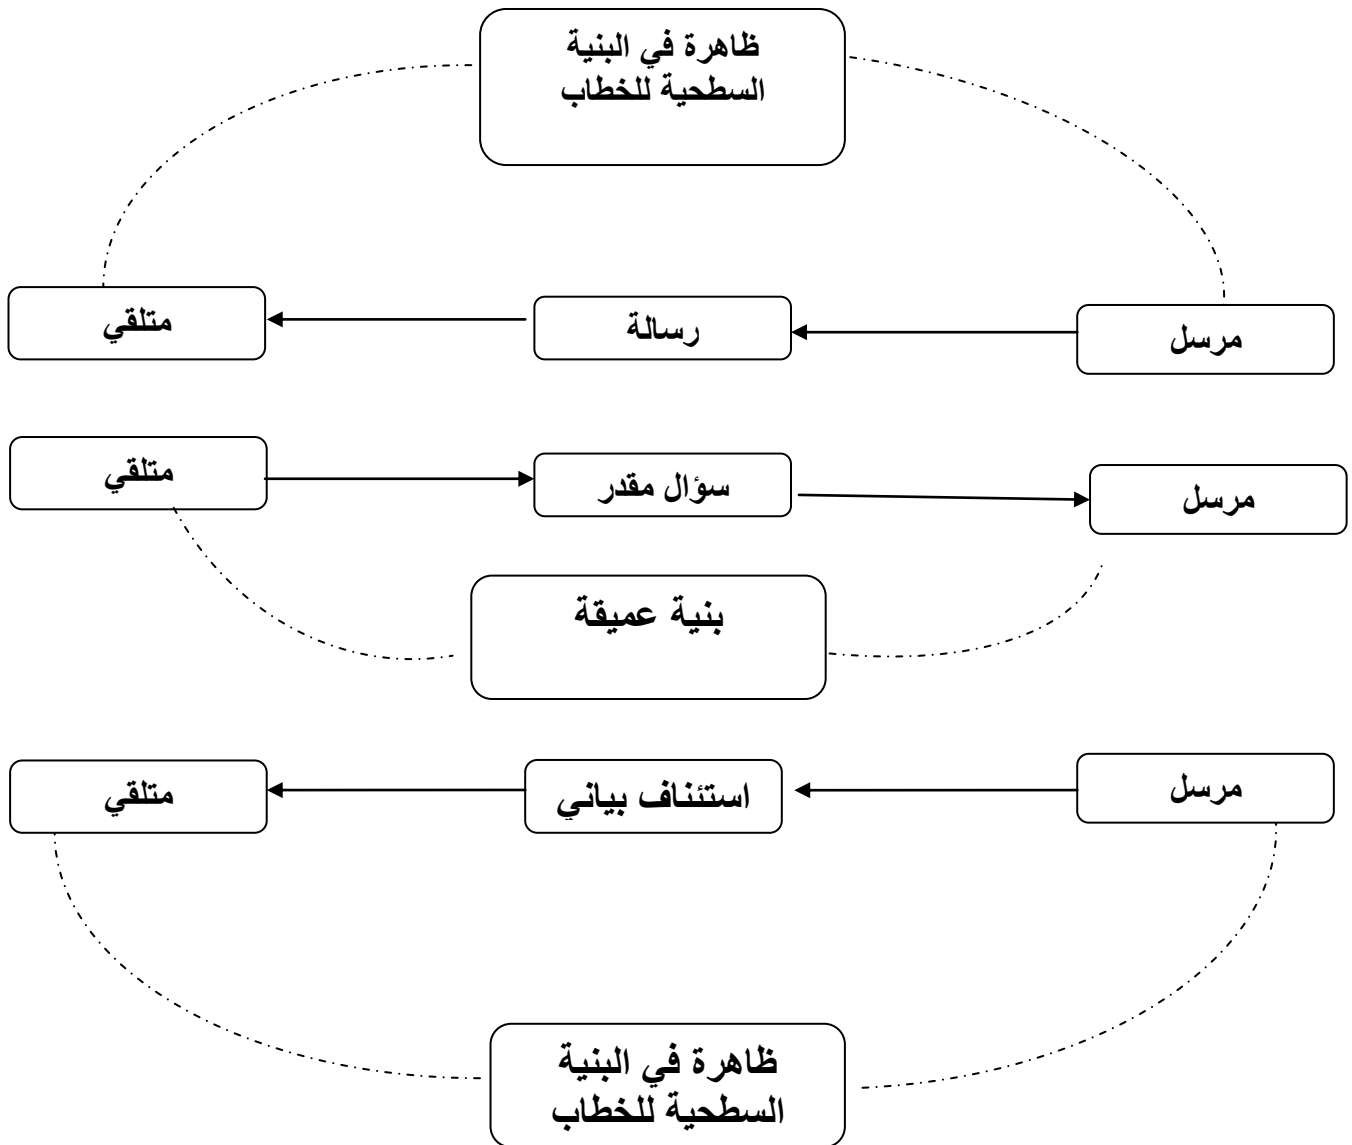 ظاهرة في البنية
السطحية للخطاب
مرسل
رسالة
متلقي
مرسل
سؤال مقدر
متلقي
بنية عميقة
مرسل
استئناف بياني
متلقي
ظاهرة في البنية
السطحية للخطاب